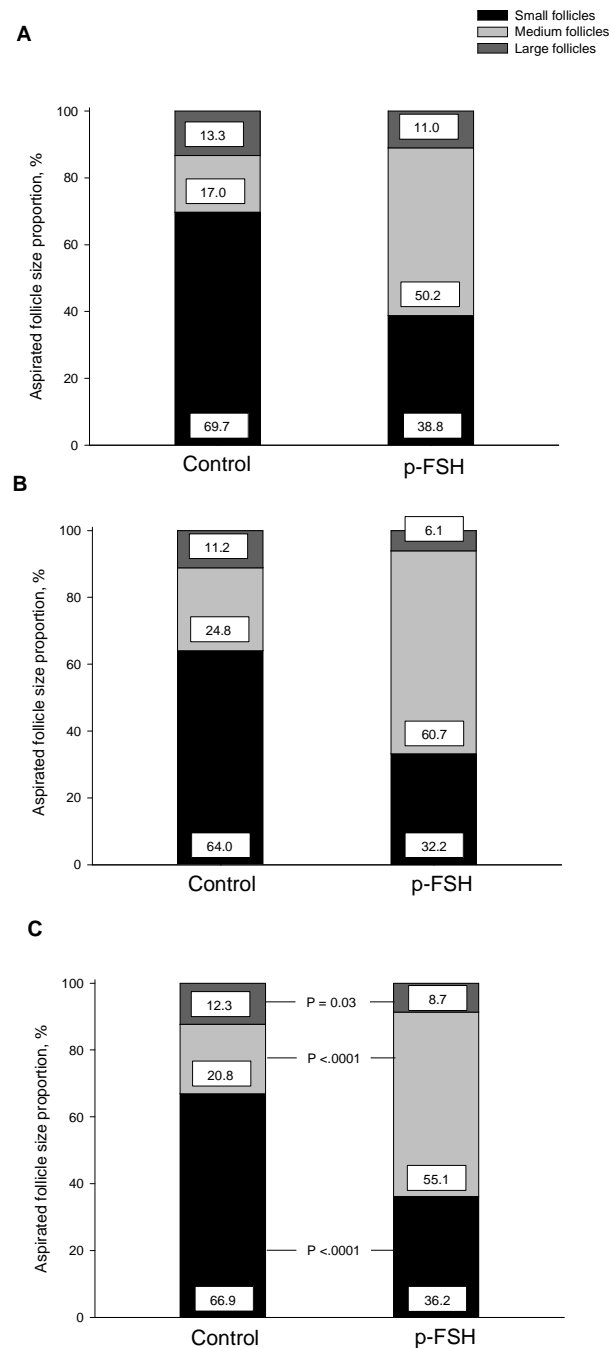 Small follicles
Medium follicles
Large follicles
A
Aspirated follicle size proportion, %
100
80
60
40
20
0
13.3
17.0
69.7
11.0
50.2
38.8
Control
p-FSH
B
Aspirated follicle size proportion, %
100
80
60
40
20
0
11.2
24.8
64.0
6.1
60.7
32.2
Control
p-FSH
C
Aspirated follicle size proportion, %
100
80
60
40
20
0
12.3
20.8
66.9
P = 0.03
P <.0001
P <.0001
8.7
55.1
36.2
Control
p-FSH